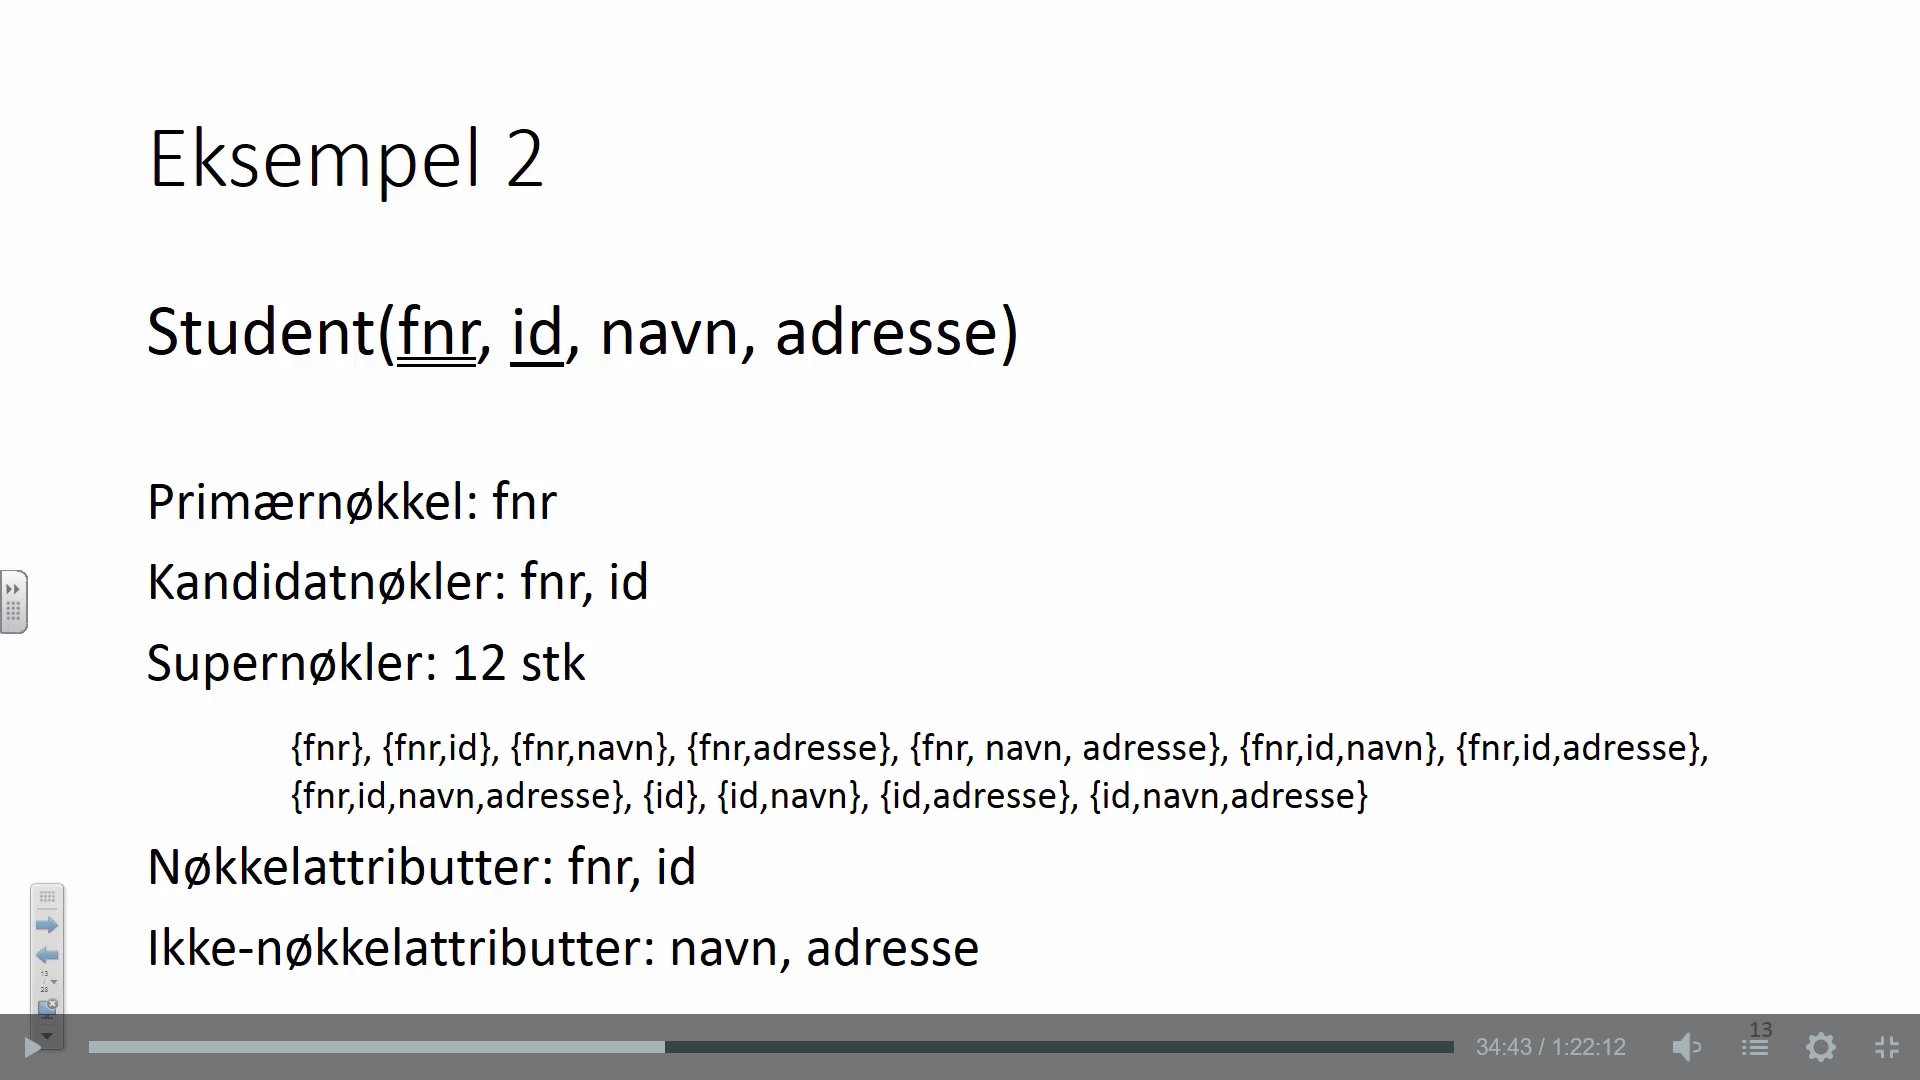 Eksempel 2
Student(fnr, id, navn, adresse)
Primærnøkkel: fnr
Kandidatnøkler: fnr, id
Supernøkler: 12 stk
{fnr}, {fnr,id}, {fnr,navn}, {fnr,adresse}, {fnr, navn, adresse}, {fnr,id,navn}, {fnr,id,adresse},
{fnr,id,navn,adresse}, {id}, {id,navn}, {id,adresse}, {id,navn,adresse}
Nøkkelattributter: fnr, id
Ikke-nøkkelattributter: navn, adresse
13
/
23
13
34:43 / 1:22:12